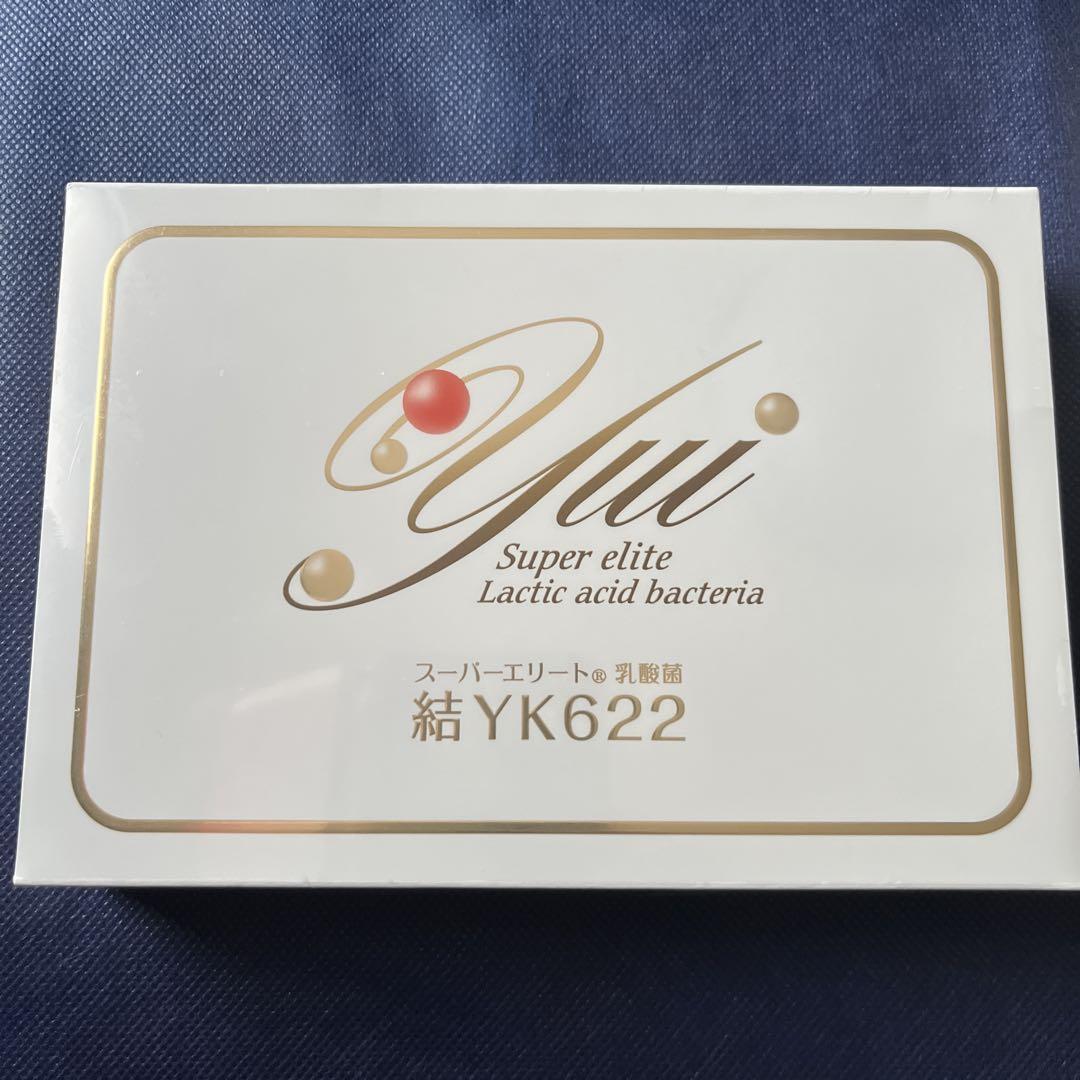 yui
Super elite
Lactic acid bacteria
スーパーエリート® 乳酸菌
結YK622